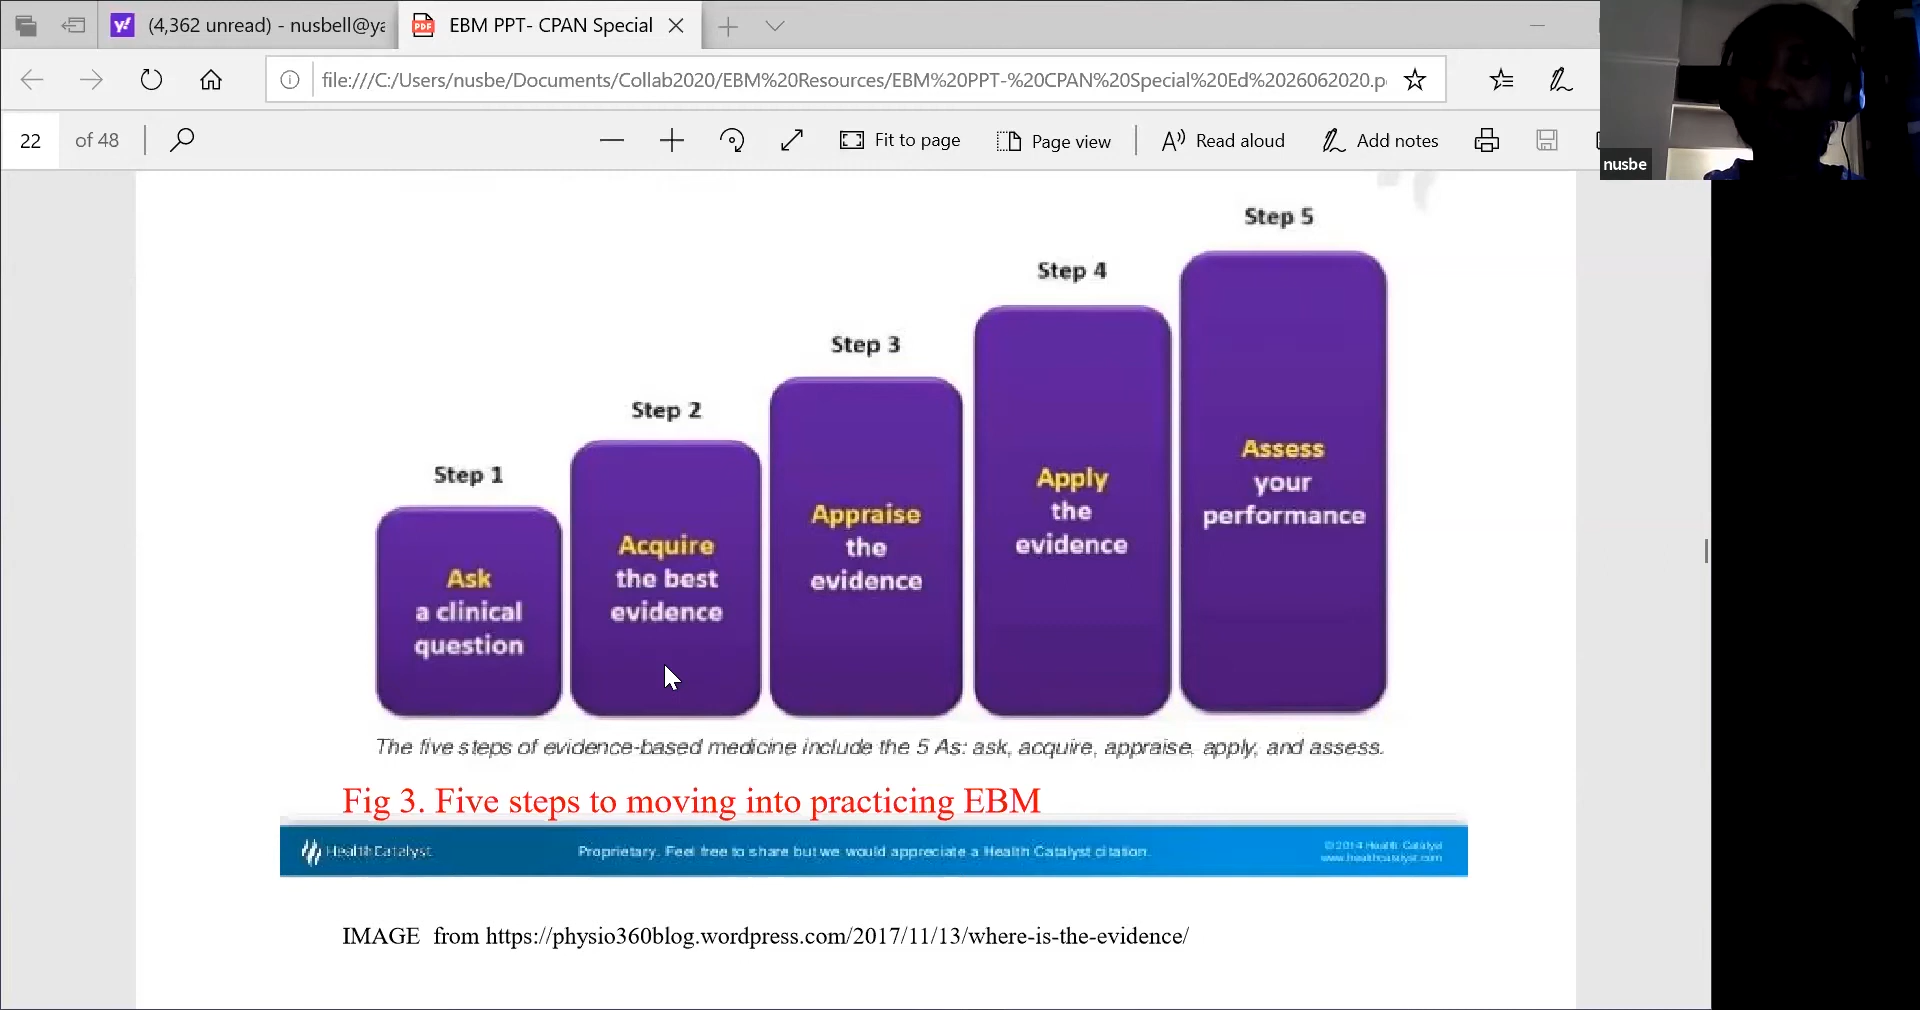 (4,362 unread) - nusbell@ya
EBM PPT- CPAN Special
file:///C:/Users/nusbe/Documents/Collab2020/EBM%20Resources/EBM%20PPT-%20CPAN%20Special%20Ed%2026062020.p
22 of 48
Fit to page
Page view
Read aloud
Add notes
nusbe
Step 1
Ask
a clinical
question
Step 2
Acquire
the best
evidence
Step 3
Appraise
the
evidence
Step 4
Apply
the
evidence
Step 5
Assess
your
performance
The five steps of evidence-based medicine include the 5 As: ask, acquire, appraise, apply, and assess.
Fig 3. Five steps to moving into practicing EBM
HealthCatalyst
Proprietary. Feel free to share but we would appreciate a Health Catalyst citation.
© 2014 Health Catalyst
www.healthcatalyst.com
IMAGE from https://physio360blog.wordpress.com/2017/11/13/where-is-the-evidence/